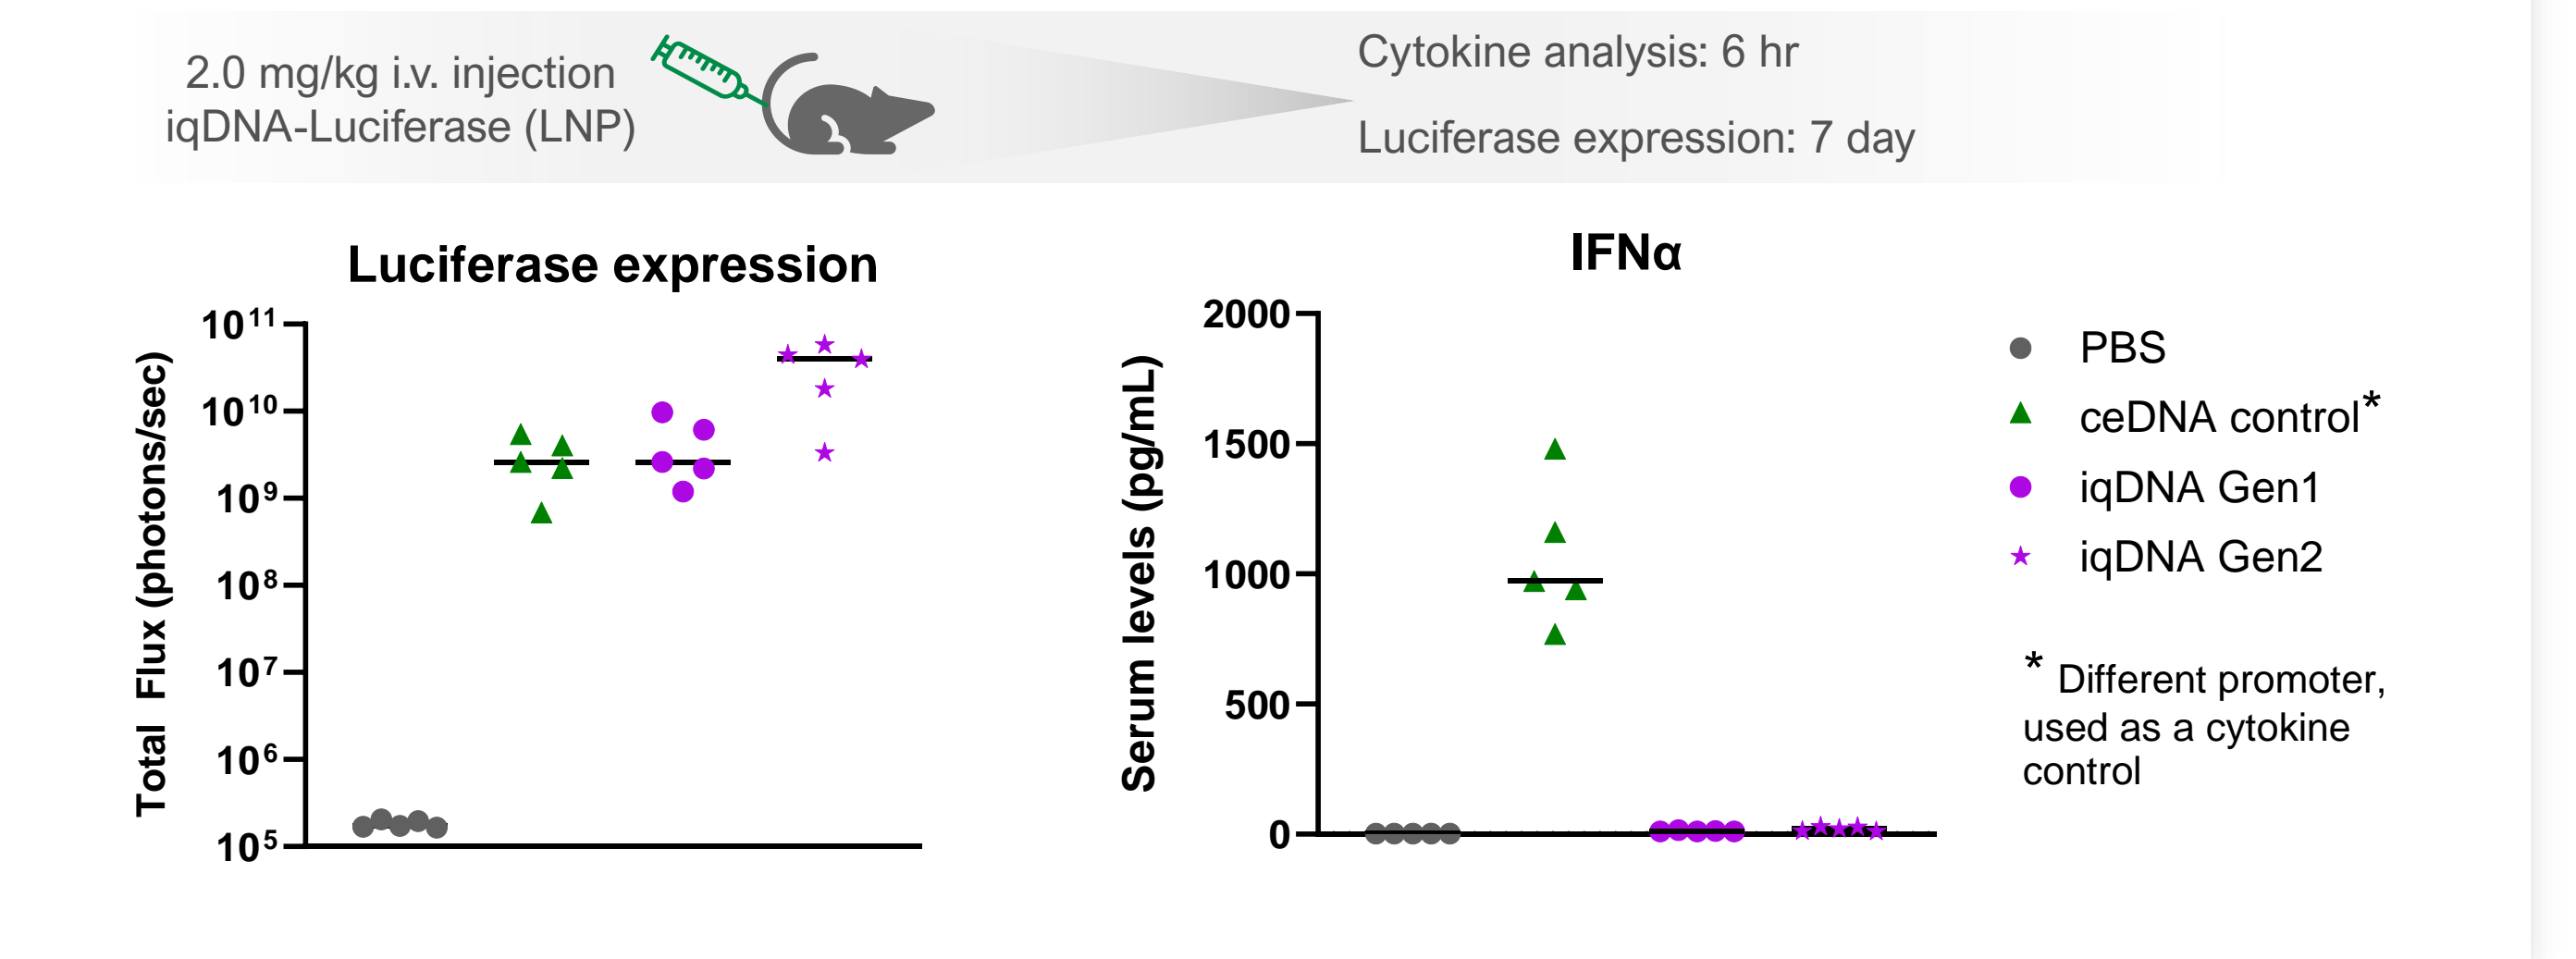 2.0 mg/kg i.v. injection
iqDNA-Luciferase (LNP)
Cytokine analysis: 6 hr
Luciferase expression: 7 day
Luciferase expression
Total Flux (photons/sec)
10¹¹
10¹⁰
10⁹
10⁸
10⁷
10⁶
10⁵
IFNα
Serum levels (pg/mL)
2000
1500
1000
500
0
PBS
ceDNA control*
iqDNA Gen1
iqDNA Gen2
* Different promoter,
used as a cytokine
control